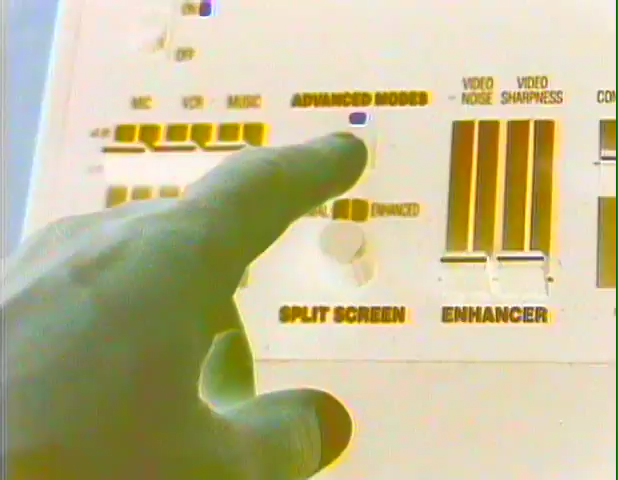 ON
OFF
MIC VCR MUSIC
ADVANCED MODES
VIDEO NOISE
VIDEO SHARPNESS
ENHANCED
SPLIT SCREEN
ENHANCER